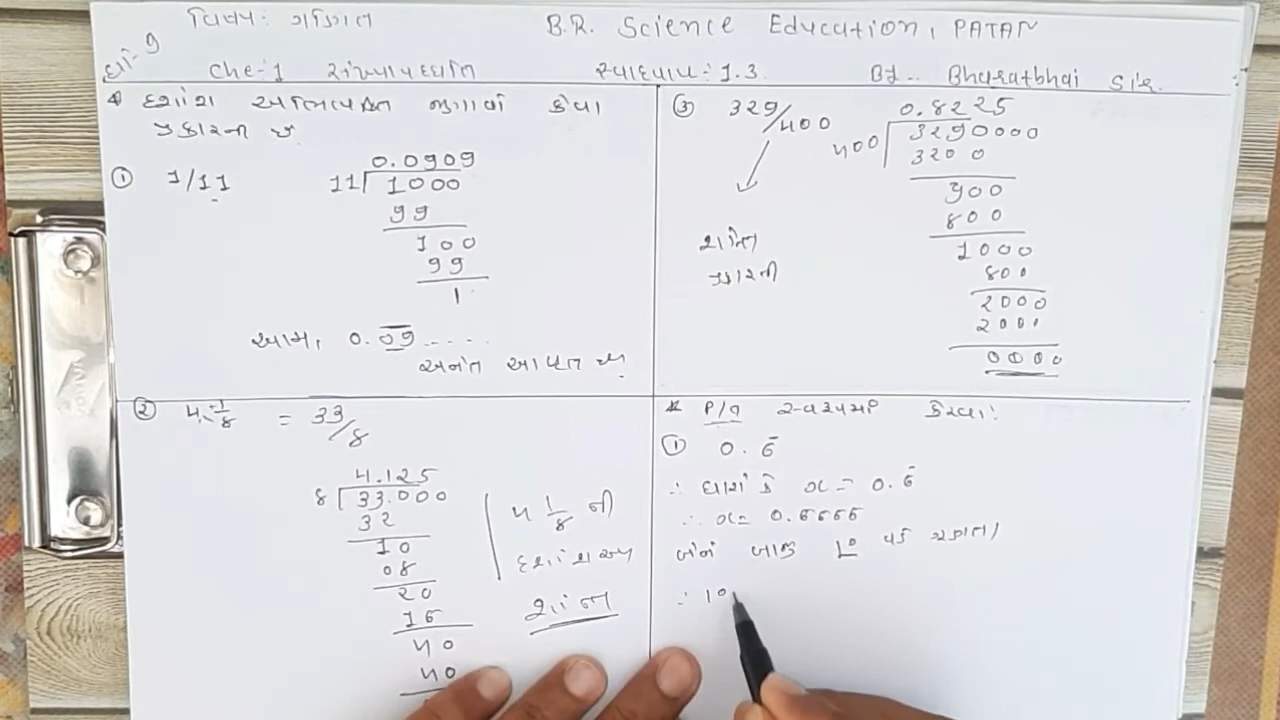 વિષય: ગણિત B.R. Science Education, PATAN
ધો-9 Che-1 સંખ્યા પદ્ધતિ સ્વાધ્યાય: 1.3. By.. Bharatbhai Sir.
* દશાંશ અભિવ્યક્તિ જણાવો કેવા
પ્રકારની છે.
① 1/11
0.0909
11 1000
99
100
99
1
આમ, 0.09.....
અનંત આવૃત છે.
② 4 1/8 = 33/8
4.125
8 33.000
32
10
08
20
16
40
40
4 1/8 ની
દશાંશ રૂપ
શાંત
③ 329/400
0.8225
400 3290000
3200
900
800
1000
800
2000
2000
0000
શાંત
પ્રકારની
* P/q સ્વરૂપમાં ફેરવો:
① 0.6̄
∴ ધારો કે x = 0.6̄
∴ x = 0.6666
બંને બાજુ 10 વડે ગુણતા
∴ 10